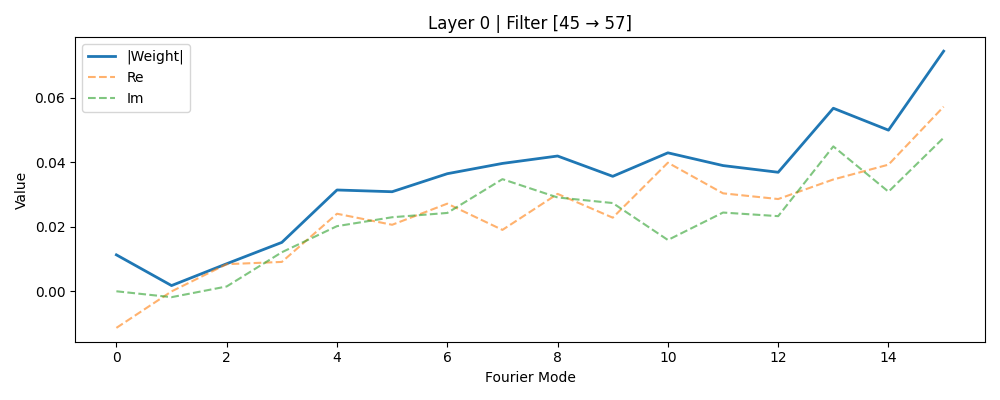 Layer 0 | Filter [45 → 57]
|Weight|
Re
Im
Value
0.06
0.04
0.02
0.00
0 2 4 6 8 10 12 14
Fourier Mode